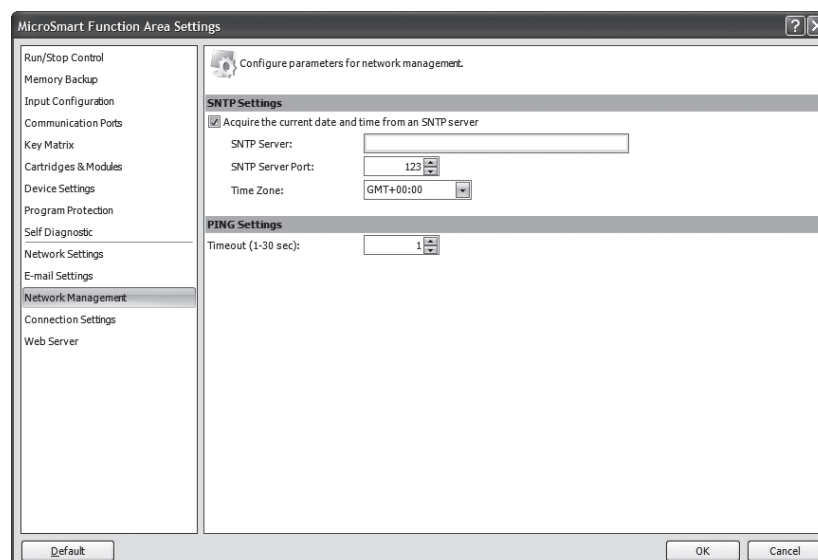 MicroSmart Function Area Settings
Run/Stop Control
Memory Backup
Input Configuration
Communication Ports
Key Matrix
Cartridges & Modules
Device Settings
Program Protection
Self Diagnostic
Network Settings
E-mail Settings
Network Management
Connection Settings
Web Server
Configure parameters for network management.
SNTP Settings
Acquire the current date and time from an SNTP server
SNTP Server:
SNTP Server Port: 123
Time Zone: GMT+00:00
PING Settings
Timeout (1-30 sec): 1
Default
OK
Cancel